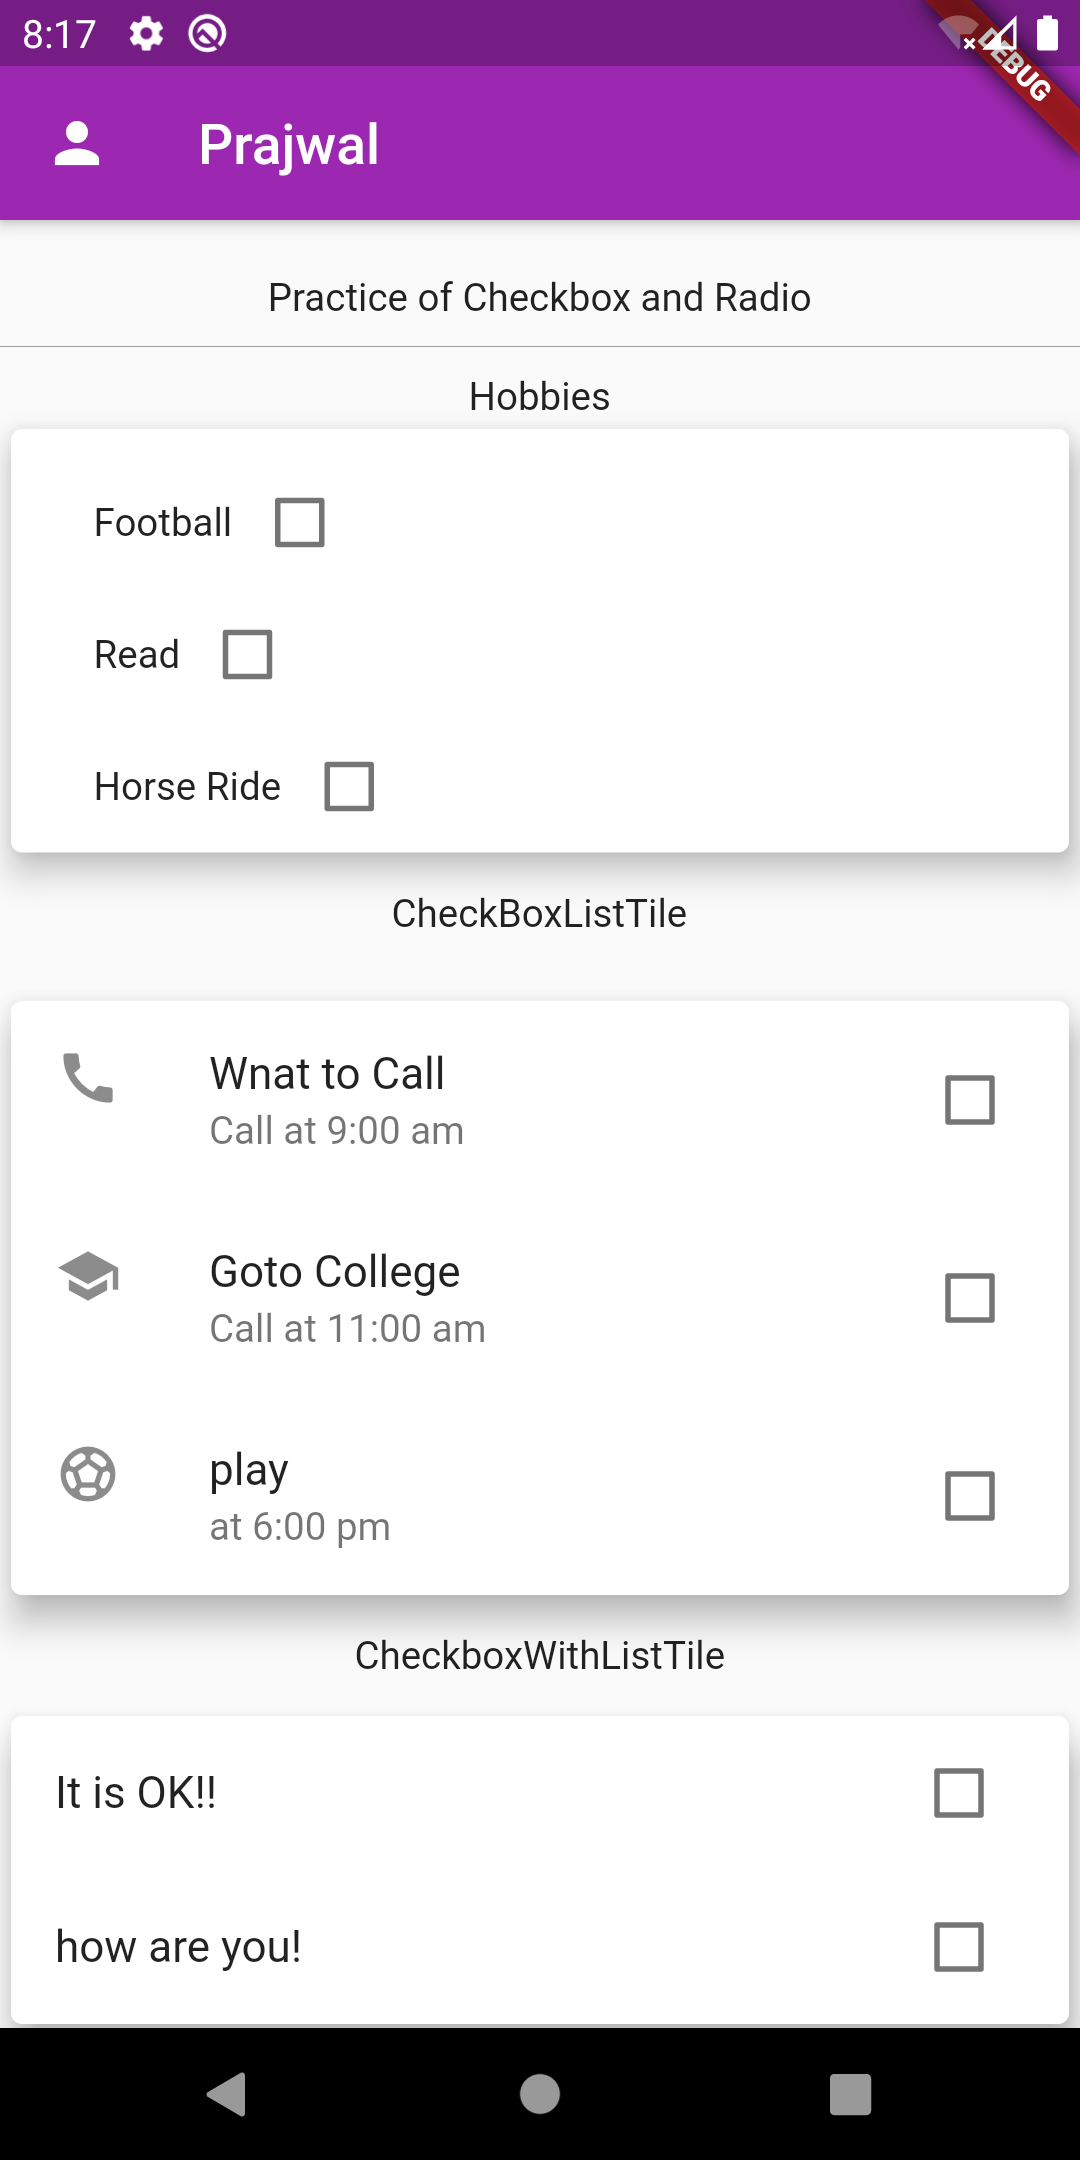 8:17
DEBUG
Prajwal
Practice of Checkbox and Radio
Hobbies
Football
Read
Horse Ride
CheckBoxListTile
Wnat to Call
Call at 9:00 am
Goto College
Call at 11:00 am
play
at 6:00 pm
CheckboxWithListTile
It is OK!!
how are you!